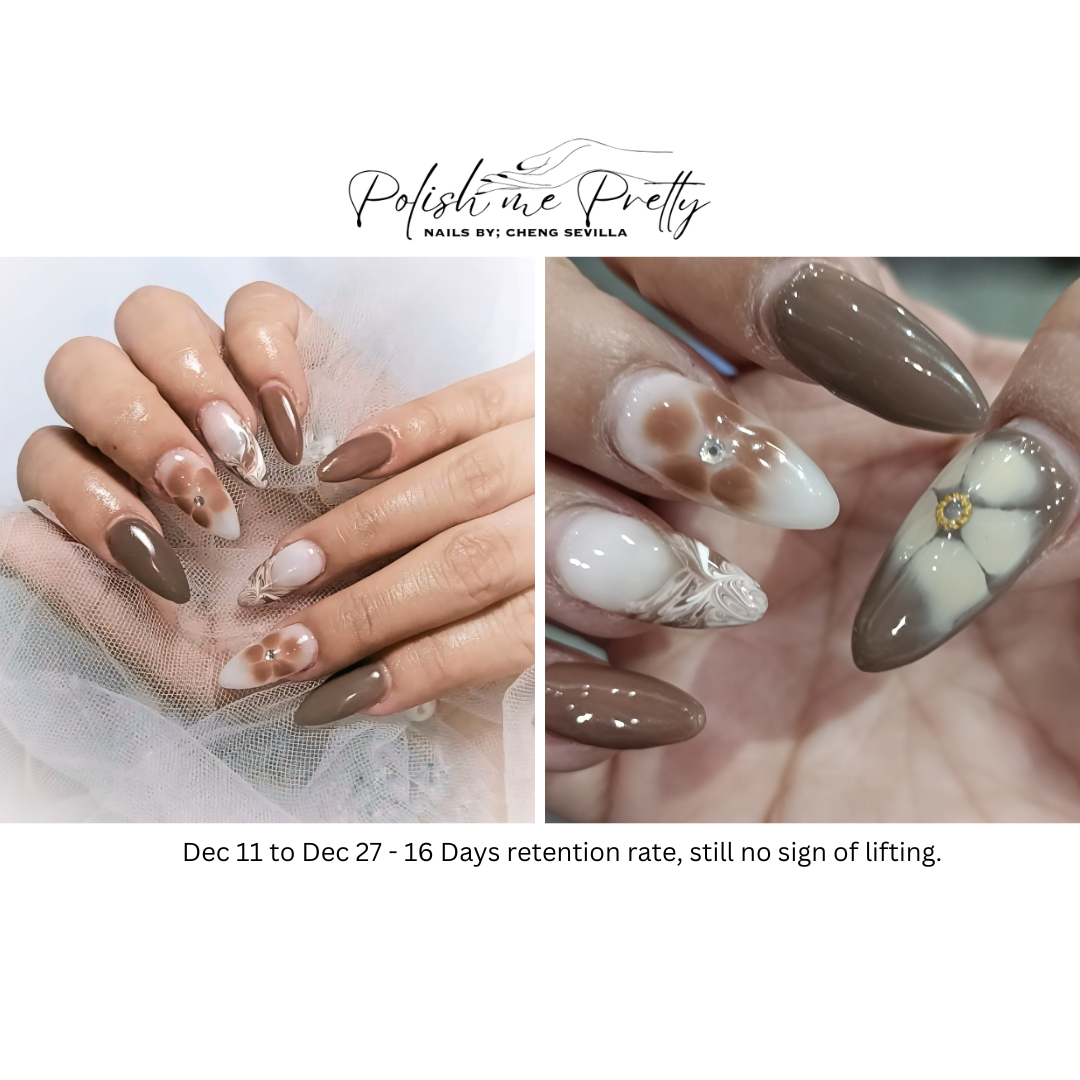 Polish me Pretty
NAILS BY; CHENG SEVILLA
Dec 11 to Dec 27 - 16 Days retention rate, still no sign of lifting.